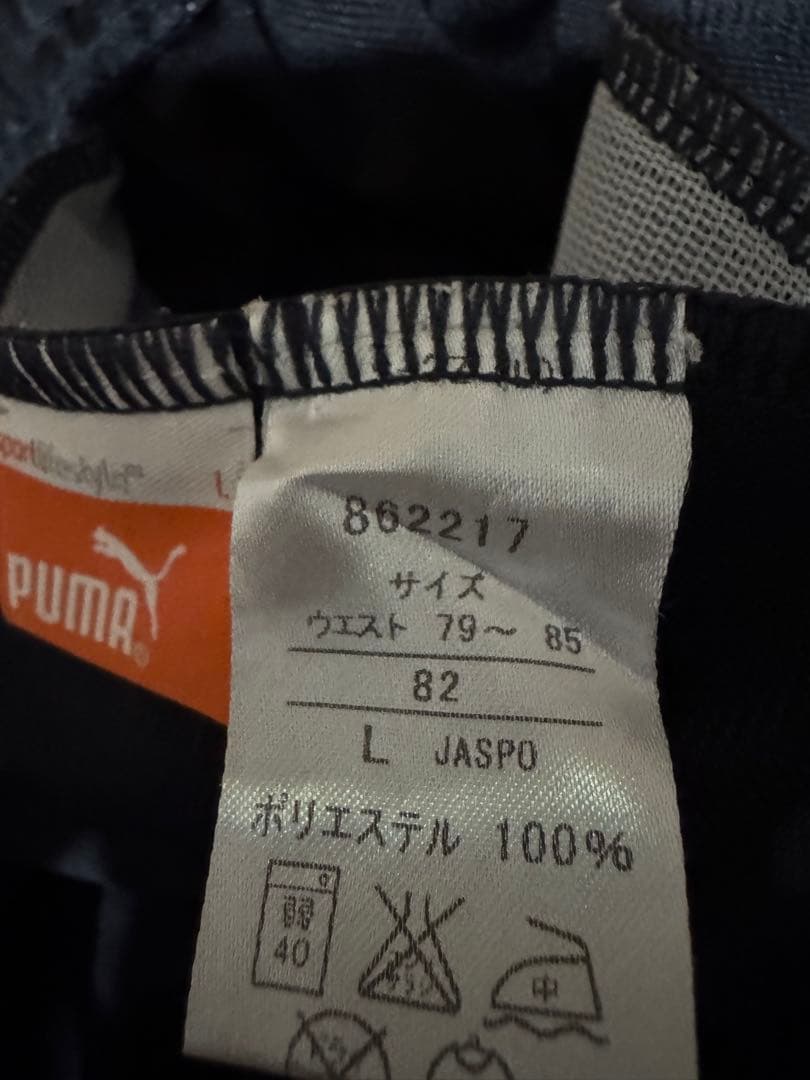 sportlifestyle
L
PUMA®
862217
サイズ
ウエスト 79～ 85
82
L JASPO
ポリエステル 100%
弱
40
中